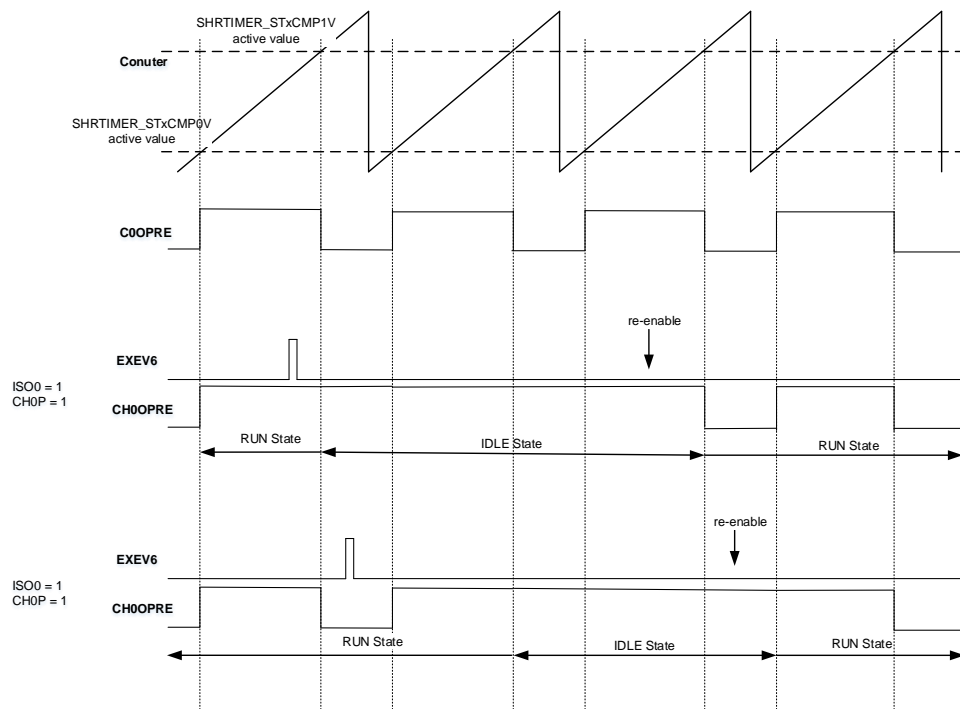 SHRTIMER_STxCMP1V
active value
Conuter
SHRTIMER_STxCMP0V
active value
C0OPRE
re-enable
EXEV6
ISO0 = 1
CH0P = 1
CH0OPRE
RUN State
IDLE State
RUN State
re-enable
EXEV6
ISO0 = 1
CH0P = 1
CH0OPRE
RUN State
IDLE State
RUN State